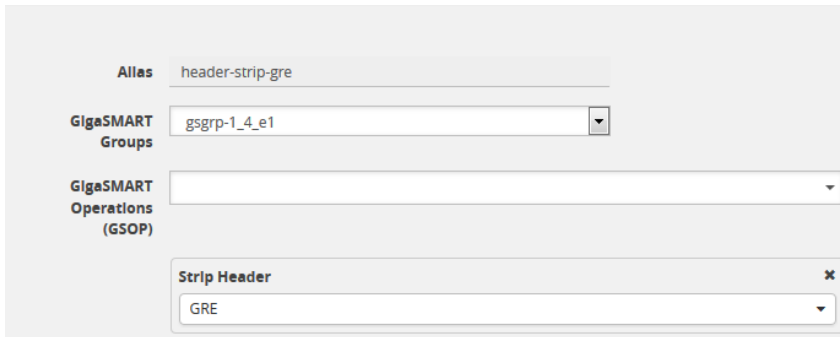 Alias header-strip-gre
GigaSMART gsgrp-1_4_e1
Groups
GigaSMART
Operations
(GSOP)
Strip Header
GRE